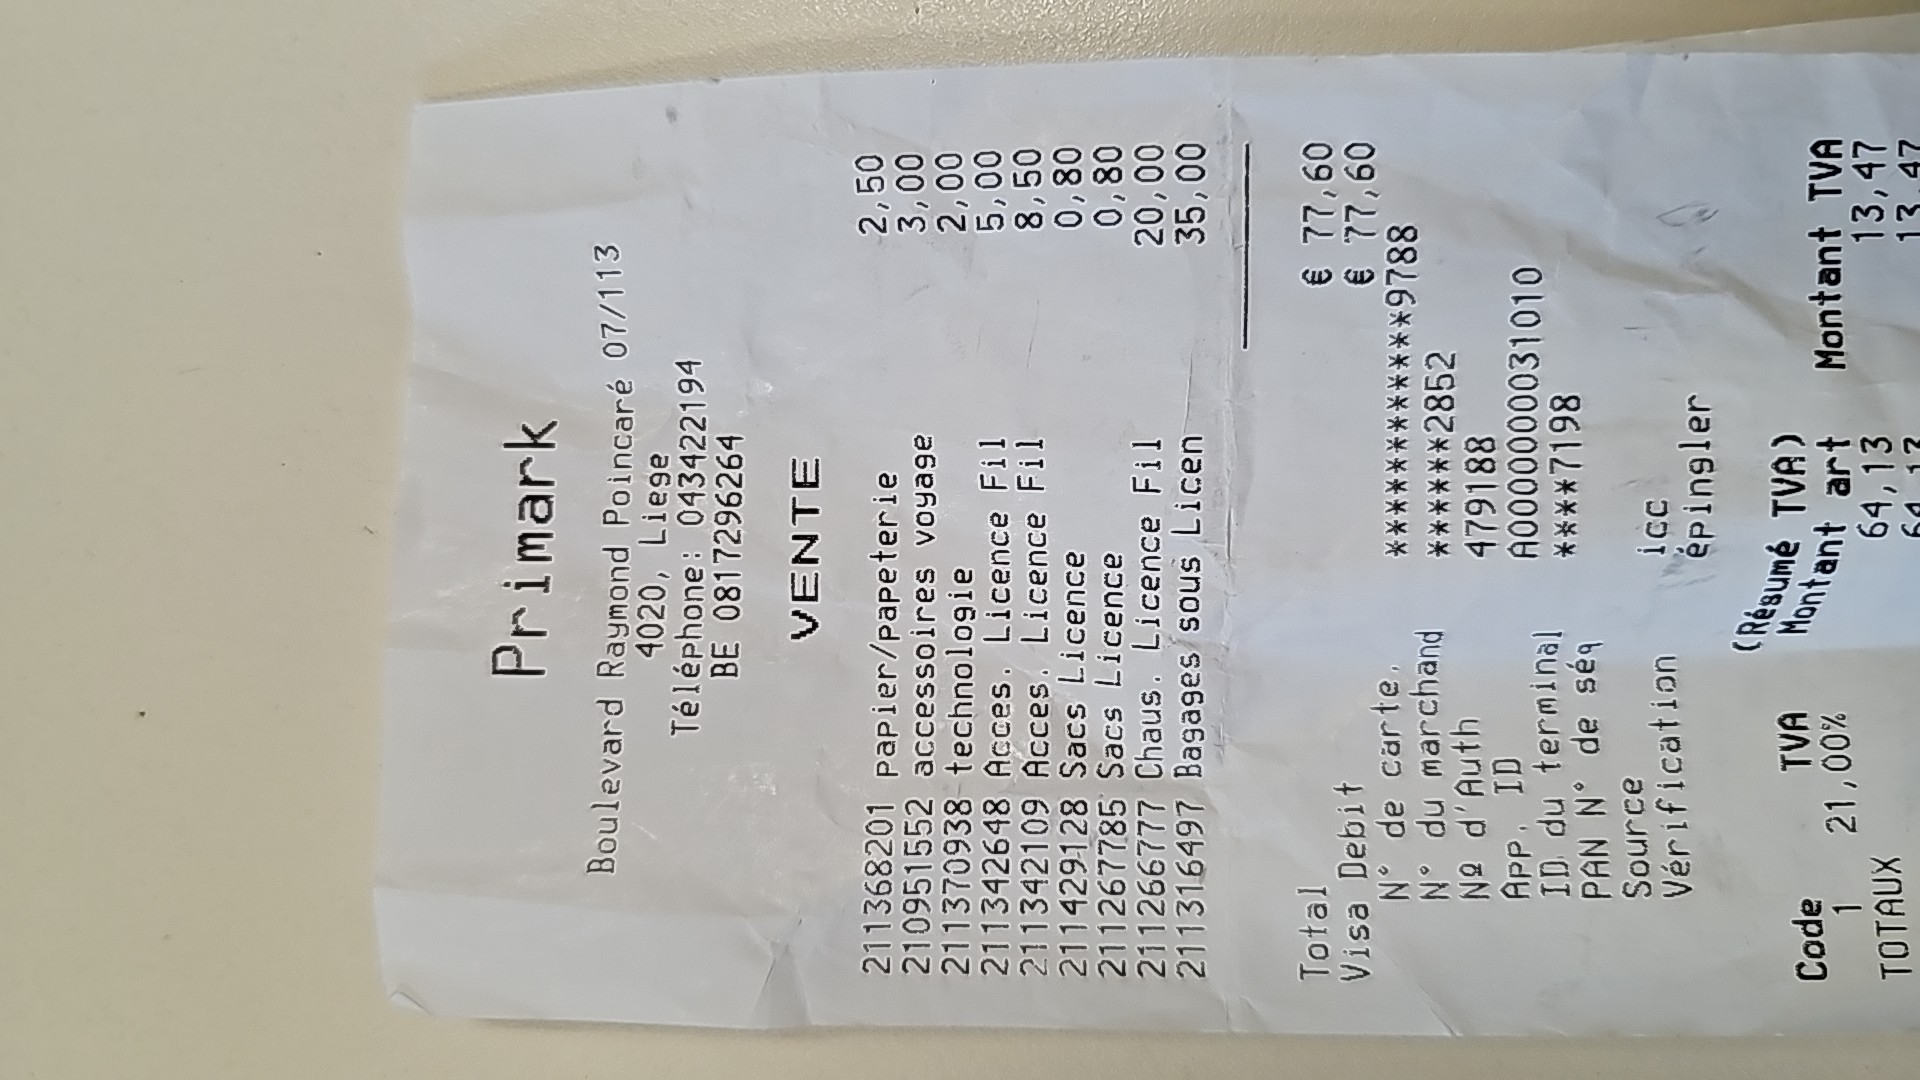 Primark
Boulevard Raymond Poincaré 07/113
4020, Liege
Téléphone: 043422194
BE 0817296264
VENTE
211368201 papier/papeterie 2,50
210951552 accessoires voyage 3,00
211370938 technologie 2,00
211342648 Acces. Licence Fil 5,00
211342109 Acces. Licence Fil 8,50
211429128 Sacs Licence 0,80
211267785 Sacs Licence 0,80
211266777 Chaus. Licence Fil 20,00
211316497 Bagages sous Licen 35,00
Total € 77,60
Visa Debit € 77,60
N° de carte. ************9788
N° du marchand ******2852
Nº d'Auth 479188
App. ID A0000000031010
ID du terminal ****7198
PAN N° de séq
Source icc
Vérification épingler
(Résumé TVA)
Code TVA Montant art Montant TVA
1 21,00% 64,13 13,47
TOTAUX 64,13 13,47